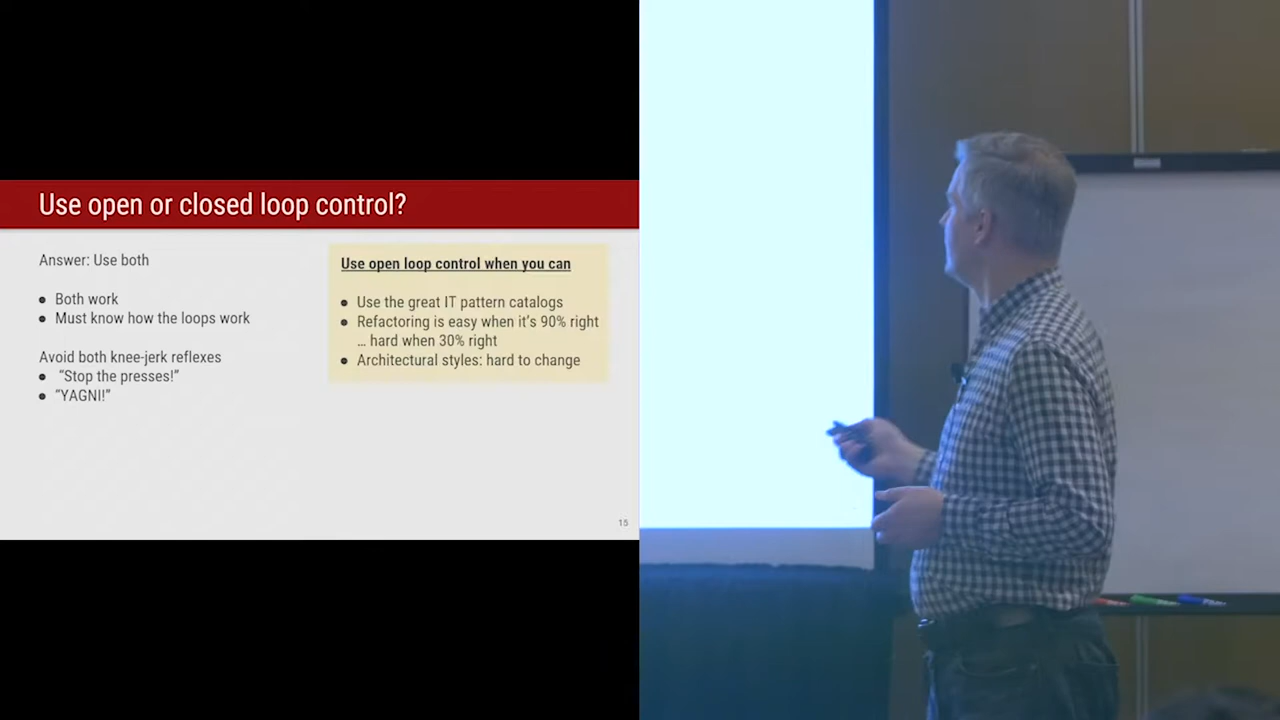 Use open or closed loop control?
Answer: Use both
● Both work
● Must know how the loops work
Avoid both knee-jerk reflexes
● “Stop the presses!”
● “YAGNI!”
Use open loop control when you can
● Use the great IT pattern catalogs
● Refactoring is easy when it’s 90% right
… hard when 30% right
● Architectural styles: hard to change
15